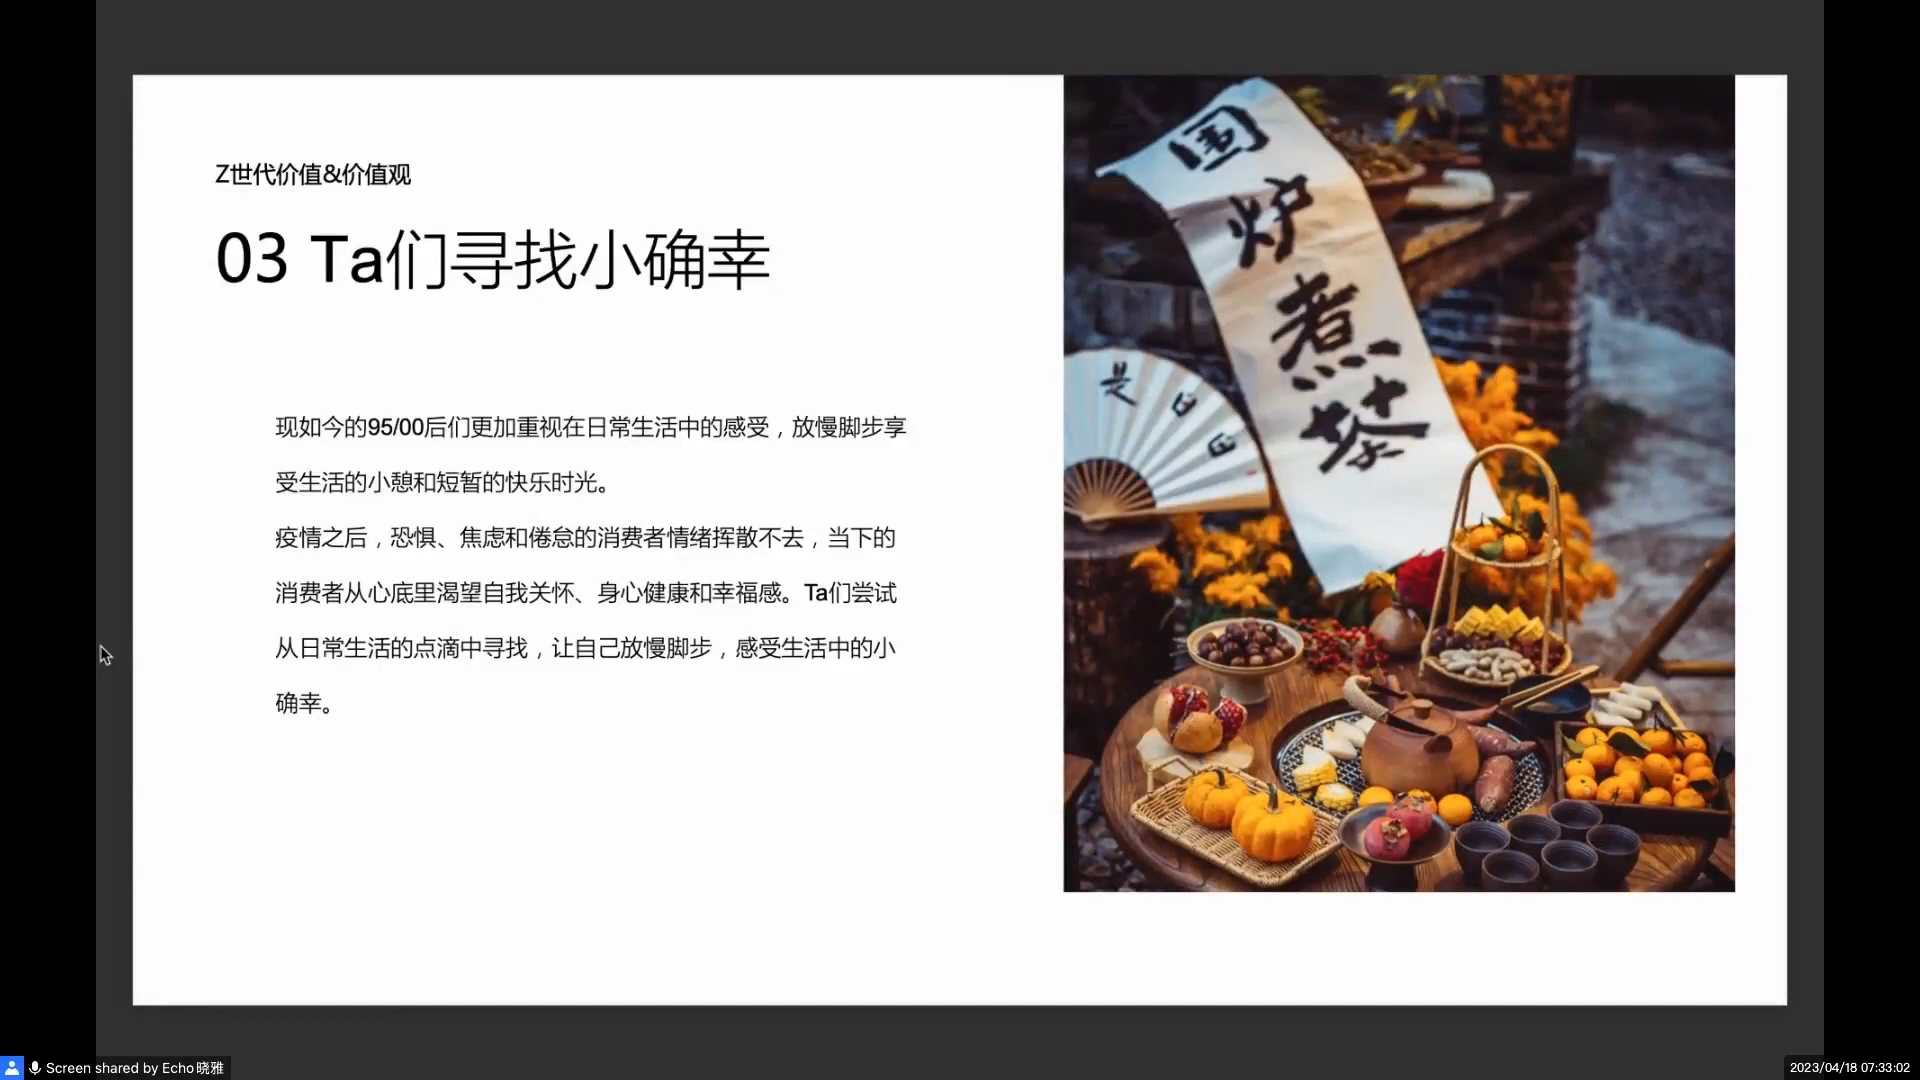 Z世代价值&价值观
03 Ta们寻找小确幸
现如今的95/00后们更加重视在日常生活中的感受，放慢脚步享
受生活的小憩和短暂的快乐时光。
疫情之后，恐惧、焦虑和倦怠的消费者情绪挥散不去，当下的
消费者从心底里渴望自我关怀、身心健康和幸福感。Ta们尝试
从日常生活的点滴中寻找，让自己放慢脚步，感受生活中的小
确幸。
围炉煮茶
Screen shared by Echo晓雅
2023/04/18 07:33:02